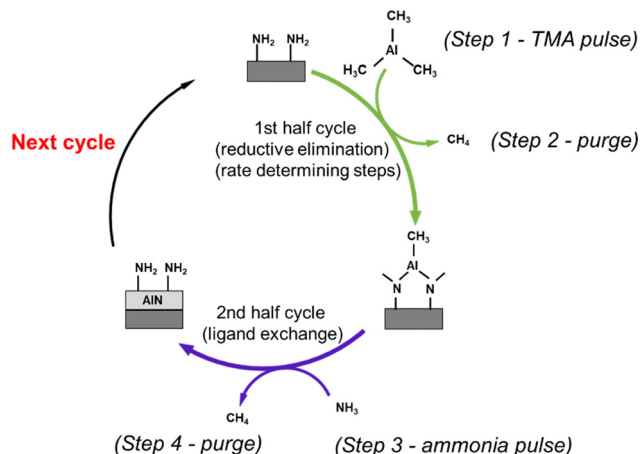 NH₂ NH₂
CH₃
Al
H₃C
CH₃
(Step 1 - TMA pulse)
1st half cycle
(reductive elimination)
(rate determining steps)
CH₄
(Step 2 - purge)
Next cycle
CH₃
Al
N N
NH₂ NH₂
AlN
2nd half cycle
(ligand exchange)
CH₄
NH₃
(Step 4 - purge)
(Step 3 - ammonia pulse)